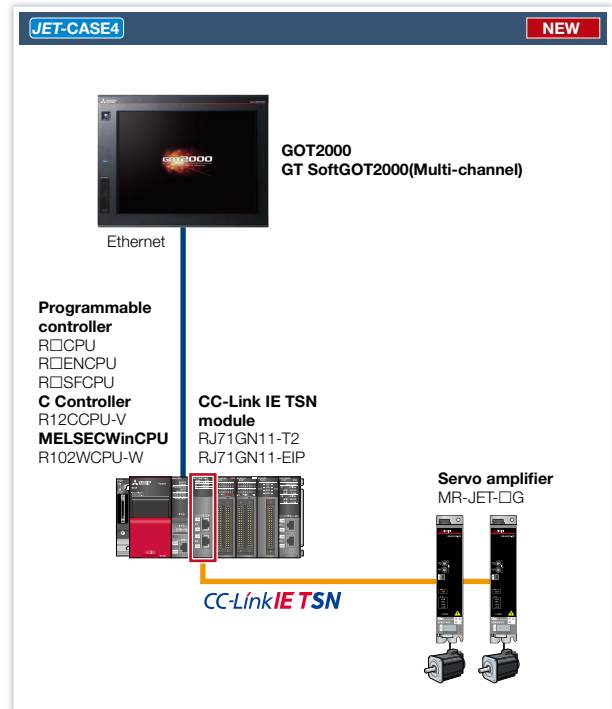 JET-CASE4
NEW
GOT2000
GOT2000
GT SoftGOT2000(Multi-channel)
Ethernet
Programmable
controller
R□CPU
R□ENCPU
R□SFCPU
C Controller
R12CCPU-V
MELSECWinCPU
R102WCPU-W
CC-Link IE TSN
module
RJ71GN11-T2
RJ71GN11-EIP
Servo amplifier
MR-JET-□G
CC-Link IE TSN